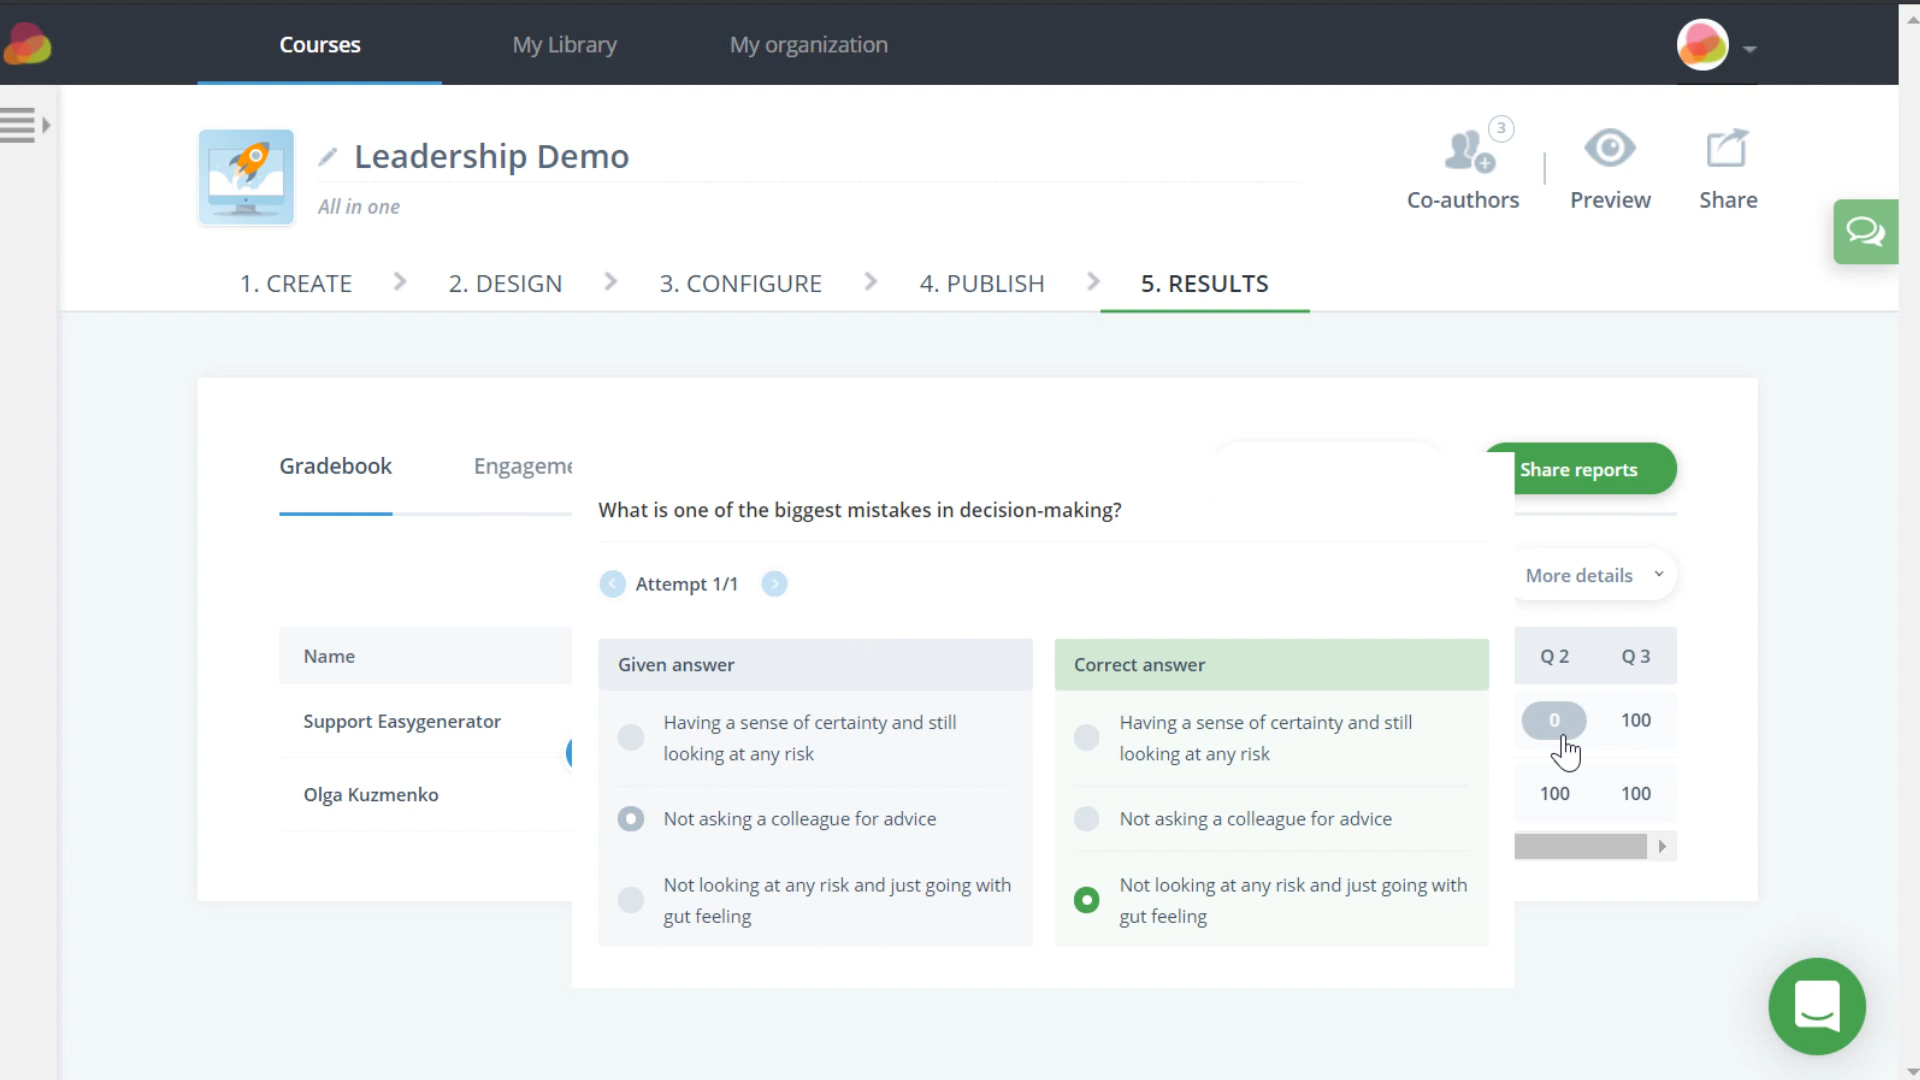 Courses
My Library
My organization
Leadership Demo
All in one
3
Co-authors
Preview
Share
1. CREATE
2. DESIGN
3. CONFIGURE
4. PUBLISH
5. RESULTS
Gradebook
Engageme
Share reports
What is one of the biggest mistakes in decision-making?
Attempt 1/1
More details
Name
Q 2
Q 3
Given answer
Correct answer
Support Easygenerator
0
100
Olga Kuzmenko
100
100
Having a sense of certainty and still
looking at any risk
Not asking a colleague for advice
Not looking at any risk and just going with
gut feeling
Having a sense of certainty and still
looking at any risk
Not asking a colleague for advice
Not looking at any risk and just going with
gut feeling